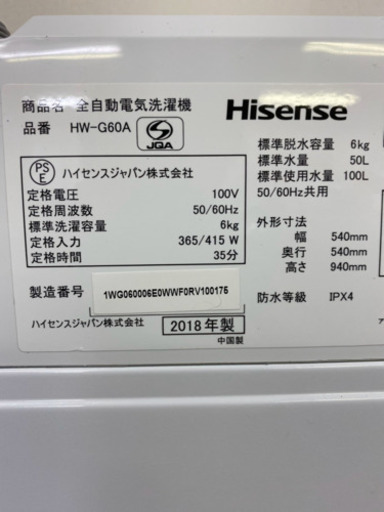 商品名 全自動電気洗濯機
Hisense
品番 HW-G60A
S
JQA
PS
E
ハイセンスジャパン株式会社
定格電圧 100V
定格周波数 50/60Hz
標準洗濯容量 6kg
定格入力 365/415 W
定格時間 35分
標準脱水容量 6kg
標準水量 50L
標準使用水量 100L
50/60Hz共用
外形寸法
幅 540mm
奥行 540mm
高さ 940mm
製造番号 1WG060006E0WWF0RV100175
防水等級 IPX4
ハイセンスジャパン株式会社
2018年製
中国製
ア